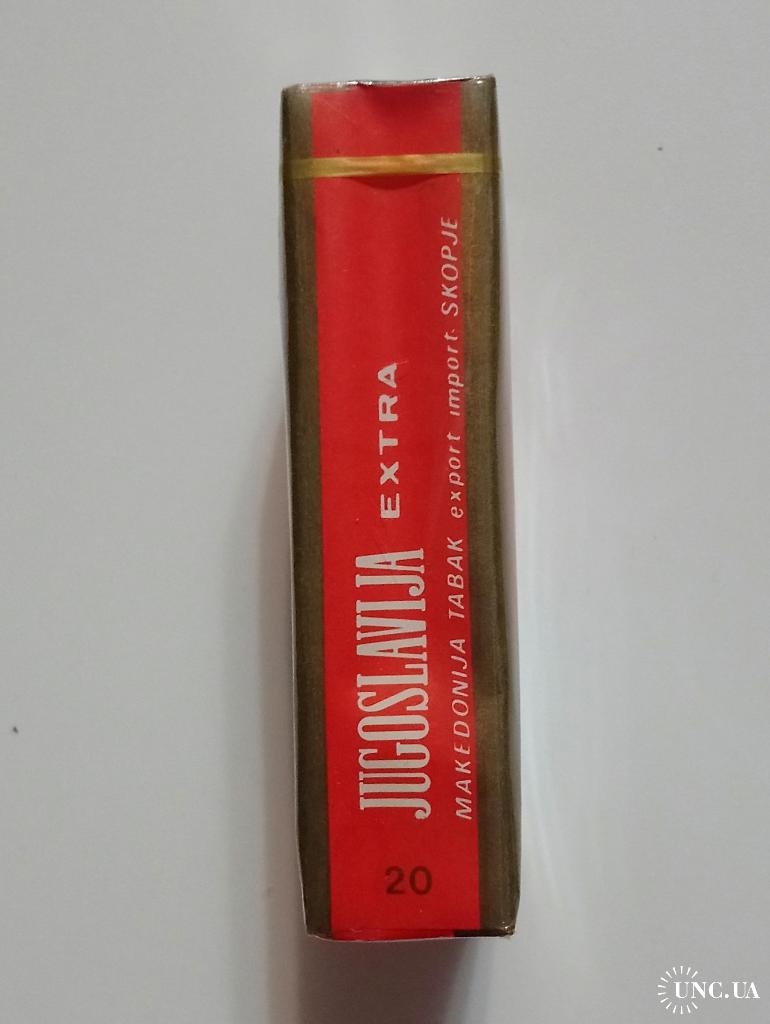 JUGOSLAVIJA EXTRA
MAKEDONIJA TABAK export import SKOPJE
20
UNC.UA